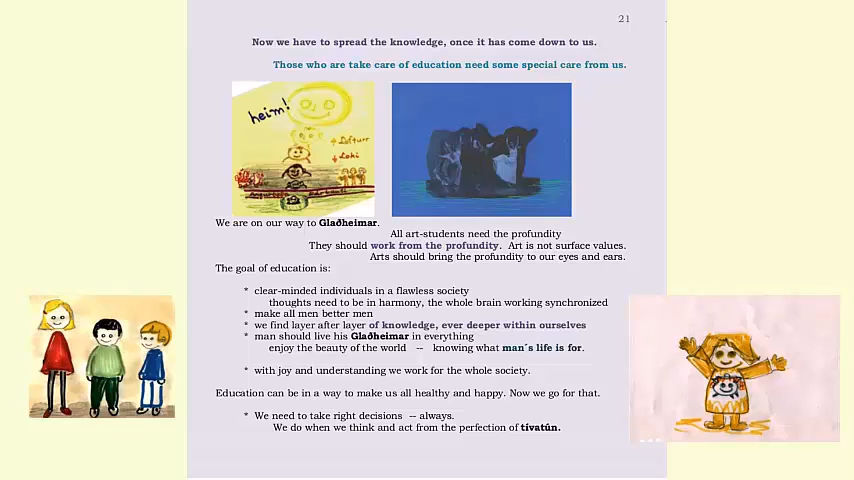 21
Now we have to spread the knowledge, once it has come down to us.
Those who are take care of education need some special care from us.
heim!
Lofturr
Loki
We are on our way to Glaðheimar.
All art-students need the profundity
They should work from the profundity. Art is not surface values.
Arts should bring the profundity to our eyes and ears.
The goal of education is:
* clear-minded individuals in a flawless society
thoughts need to be in harmony, the whole brain working synchronized
* make all men better men
* we find layer after layer of knowledge, ever deeper within ourselves
* man should live his Glaðheimar in everything
enjoy the beauty of the world -- knowing what man´s life is for.
* with joy and understanding we work for the whole society.
Education can be in a way to make us all healthy and happy. Now we go for that.
* We need to take right decisions -- always.
We do when we think and act from the perfection of tívatún.